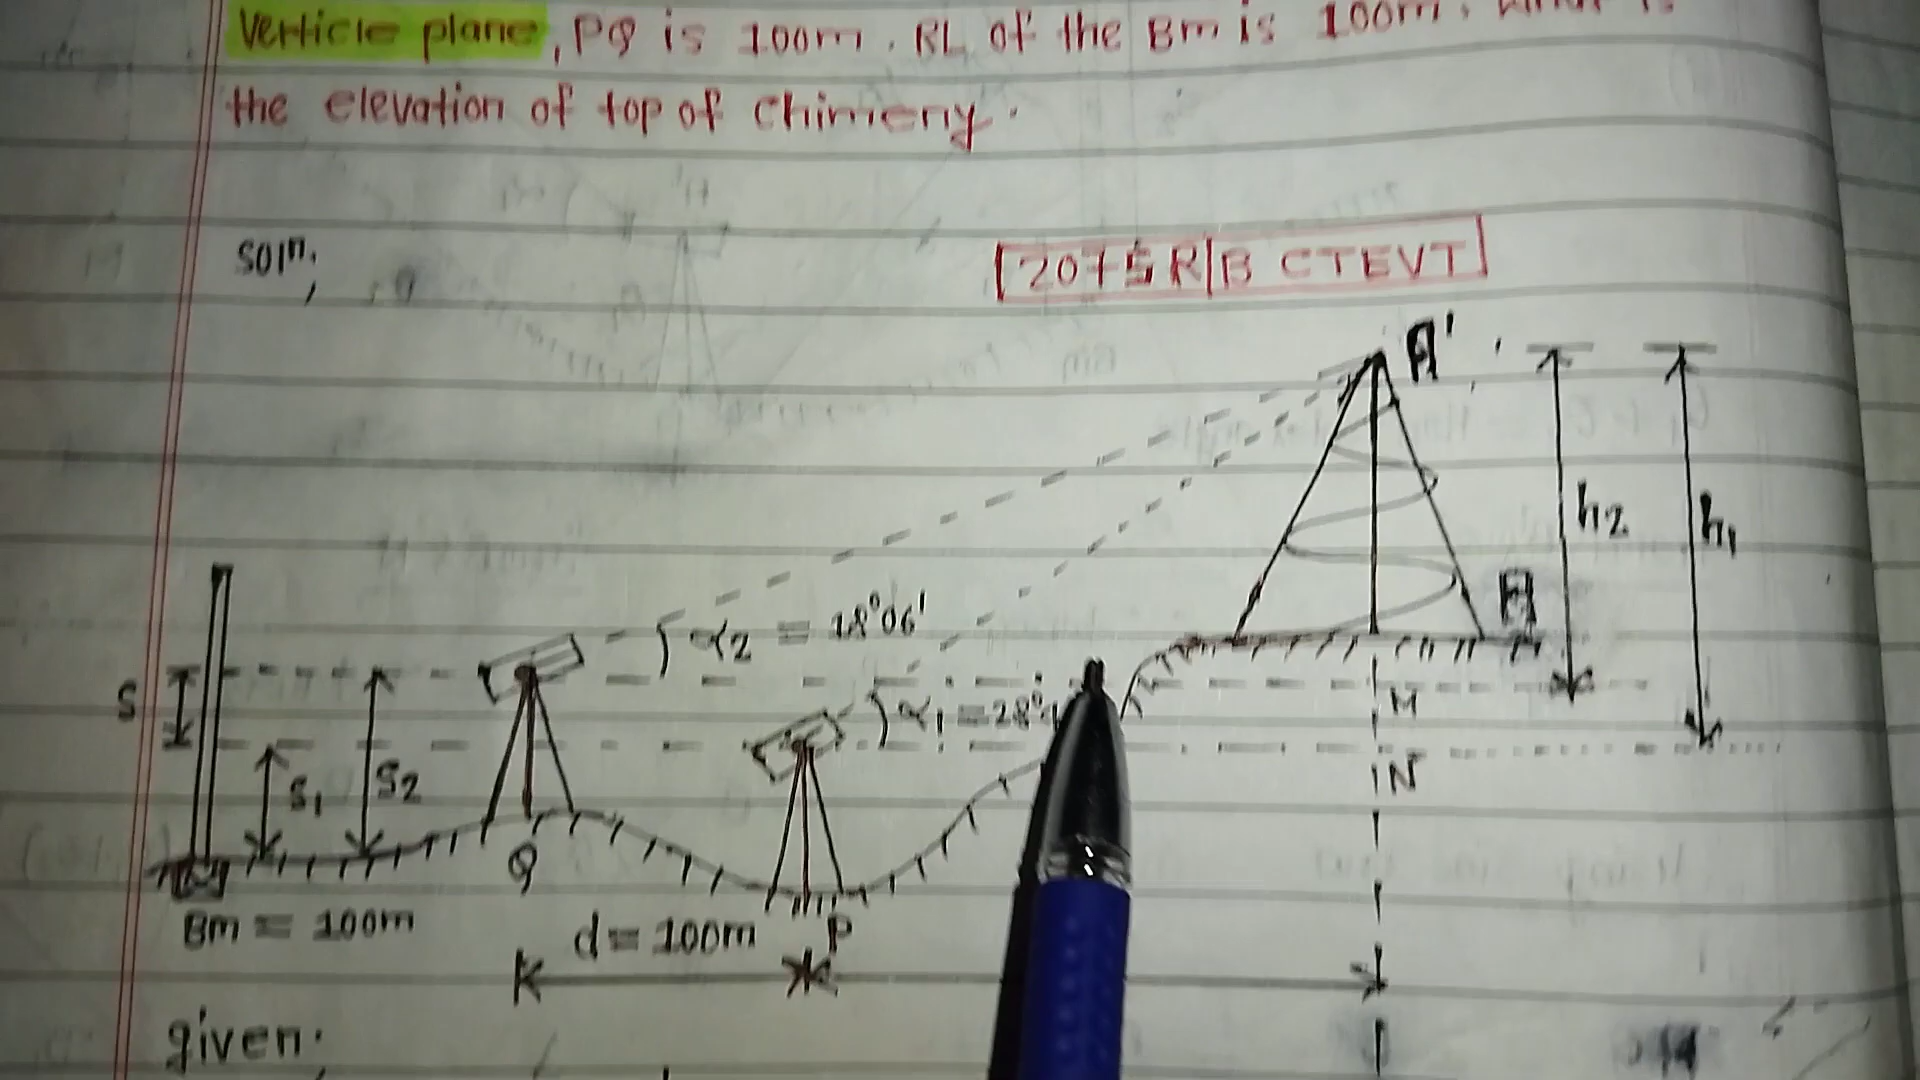 Verticle plane, PQ is 100m. RL of the Bm is 100m.
the elevation of top of Chimeny.
soln;
2075 R/B CTEVT
A'
h2
h1
A
α2 = 18°06'
S
α1 = 28°
M
S1
S2
N
Q
Bm = 100m
d = 100m
P
given: